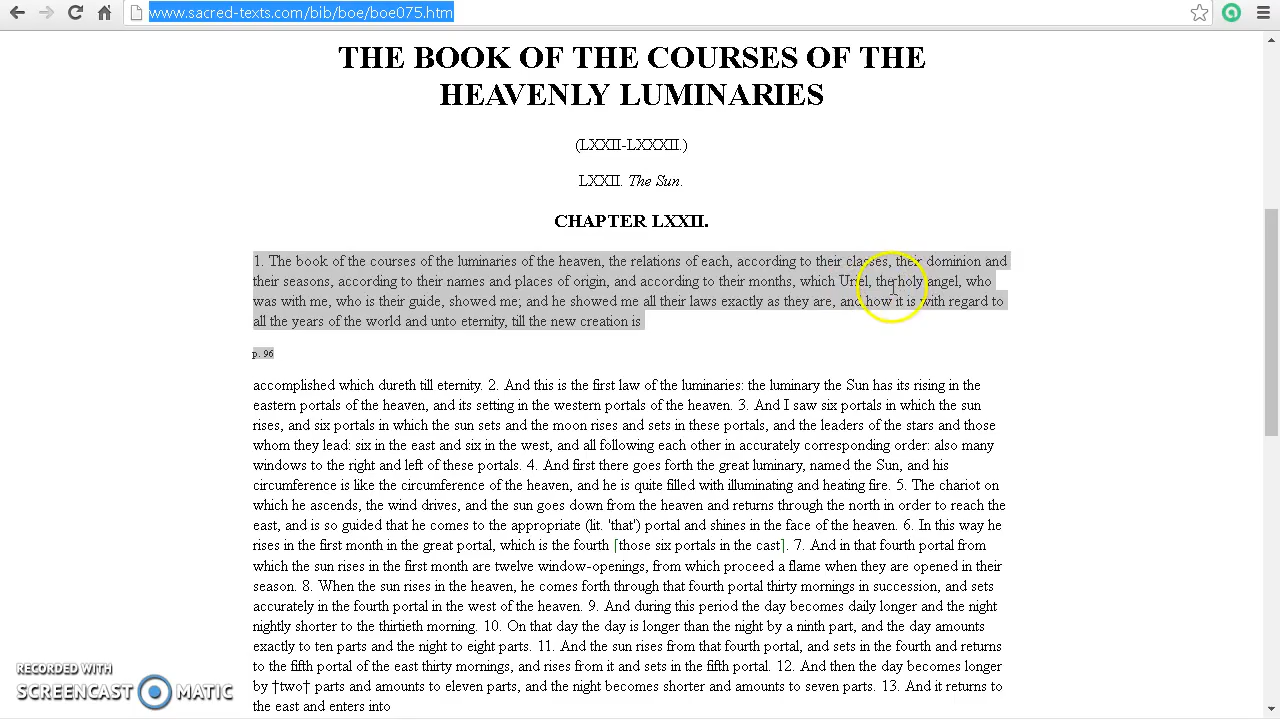 www.sacred-texts.com/bib/boe/boe075.htm
THE BOOK OF THE COURSES OF THE
HEAVENLY LUMINARIES
(LXXII-LXXXII.)
LXXII. The Sun.
CHAPTER LXXII.
1. The book of the courses of the luminaries of the heaven, the relations of each, according to their classes, their dominion and
their seasons, according to their names and places of origin, and according to their months, which Uriel, the holy angel, who
was with me, who is their guide, showed me; and he showed me all their laws exactly as they are, and how it is with regard to
all the years of the world and unto eternity, till the new creation is
p. 96
accomplished which dureth till eternity. 2. And this is the first law of the luminaries: the luminary the Sun has its rising in the
eastern portals of the heaven, and its setting in the western portals of the heaven. 3. And I saw six portals in which the sun
rises, and six portals in which the sun sets and the moon rises and sets in these portals, and the leaders of the stars and those
whom they lead: six in the east and six in the west, and all following each other in accurately corresponding order: also many
windows to the right and left of these portals. 4. And first there goes forth the great luminary, named the Sun, and his
circumference is like the circumference of the heaven, and he is quite filled with illuminating and heating fire. 5. The chariot on
which he ascends, the wind drives, and the sun goes down from the heaven and returns through the north in order to reach the
east, and is so guided that he comes to the appropriate (lit. 'that') portal and shines in the face of the heaven. 6. In this way he
rises in the first month in the great portal, which is the fourth [those six portals in the cast]. 7. And in that fourth portal from
which the sun rises in the first month are twelve window-openings, from which proceed a flame when they are opened in their
season. 8. When the sun rises in the heaven, he comes forth through that fourth portal thirty mornings in succession, and sets
accurately in the fourth portal in the west of the heaven. 9. And during this period the day becomes daily longer and the night
nightly shorter to the thirtieth morning. 10. On that day the day is longer than the night by a ninth part, and the day amounts
exactly to ten parts and the night to eight parts. 11. And the sun rises from that fourth portal, and sets in the fourth and returns
to the fifth portal of the east thirty mornings, and rises from it and sets in the fifth portal. 12. And then the day becomes longer
by †two† parts and amounts to eleven parts, and the night becomes shorter and amounts to seven parts. 13. And it returns to
the east and enters into
RECORDED WITH
SCREENCAST MATIC